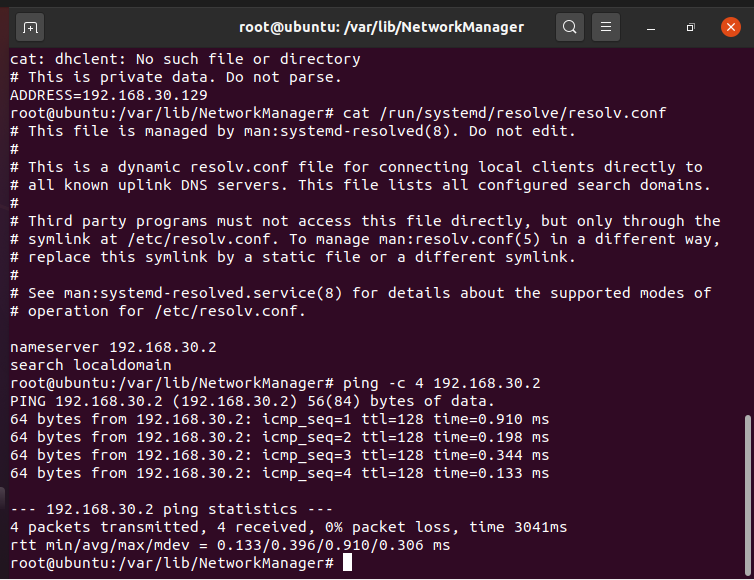 root@ubuntu: /var/lib/NetworkManager
cat: dhclent: No such file or directory
# This is private data. Do not parse.
ADDRESS=192.168.30.129
root@ubuntu:/var/lib/NetworkManager# cat /run/systemd/resolve/resolv.conf
# This file is managed by man:systemd-resolved(8). Do not edit.
#
# This is a dynamic resolv.conf file for connecting local clients directly to
# all known uplink DNS servers. This file lists all configured search domains.
#
# Third party programs must not access this file directly, but only through the
# symlink at /etc/resolv.conf. To manage man:resolv.conf(5) in a different way,
# replace this symlink by a static file or a different symlink.
#
# See man:systemd-resolved.service(8) for details about the supported modes of
# operation for /etc/resolv.conf.

nameserver 192.168.30.2
search localdomain
root@ubuntu:/var/lib/NetworkManager# ping -c 4 192.168.30.2
PING 192.168.30.2 (192.168.30.2) 56(84) bytes of data.
64 bytes from 192.168.30.2: icmp_seq=1 ttl=128 time=0.910 ms
64 bytes from 192.168.30.2: icmp_seq=2 ttl=128 time=0.198 ms
64 bytes from 192.168.30.2: icmp_seq=3 ttl=128 time=0.344 ms
64 bytes from 192.168.30.2: icmp_seq=4 ttl=128 time=0.133 ms

--- 192.168.30.2 ping statistics ---
4 packets transmitted, 4 received, 0% packet loss, time 3041ms
rtt min/avg/max/mdev = 0.133/0.396/0.910/0.306 ms
root@ubuntu:/var/lib/NetworkManager#